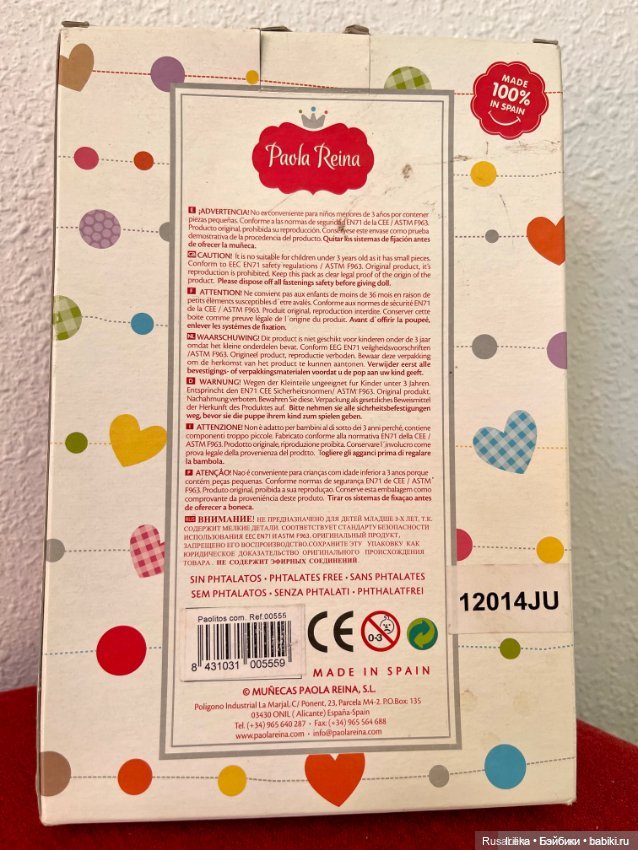 MADE
100%
IN SPAIN
Paola Reina
E ¡ADVERTENCIA! No es conveniente para niños menores de 3 años por contener
piezas pequeñas. Conforme a las normas de seguridad EN71 de la CEE / ASTM F963.
Producto original, prohibida su reproducción. Consérvese este envase como prueba
demostrativa de la procedencia del producto. Quitar los sistemas de fijación antes
de ofrecer la muñeca.
GB CAUTION! It is no suitable for children under 3 years old as it has small pieces.
Conform to EEC EN71 safety regulations / ASTM F963. Original product, it's
reproduction is prohibited. Keep this pack as clear legal proof of the origin of the
product. Please dispose off all fastenings safety before giving doll.
F ATTENTION! Ne convient pas aux enfants de moins de 36 mois en raison de
petits éléments susceptibles d´être avalés. Conforme aux normes de sécurité EN71
de la CEE / ASTM F963. Produit original, reproduction interdite. Conserver cette
boite comme preuve légale de l´origine du produit. Avant d´offrir la poupeé,
enlever les systémes de fixation.
NL WAARSCHUWING! Dit product is niet geschikt voor kinderen onder de 3 jaar
omdat het kleine onderdelen bevat. Conform EEG EN71 veiligheidsvoorschriften
/ASTM F963. Origineel product, reproductie verboden. Bewaar deze verpakking
om de herkomst van het product te kunnen aantonen. Verwijder eerst alle
bevestigings- of verpakkingsmaterialen voordat u de pop aan uw kind geeft.
D WARNUNG! Wegen der Kleinteile ungeeignet fur Kinder unter 3 Jahren.
Entspricht den EN71 CEE Sicherheitsnormen/ ASTM F963. Original produkt.
Nachahmung verboten. Bewahren Sie diese. Verpackung als gesetzliches Beweismittel
der Herkunft des Produktes auf. Bitte nehmen sie alle sichrheitsbefestigungen
weg, bevor sie die puppe ihrem kind zum spielen geben.
I ATTENZIONE! Non è adatto per bambini al di sotto dei 3 anni perché, contiene
componenti troppo piccole. Fabricato conforme alla normativa EN71 della CEE /
ASTM F963. Prodotto originale, riproduzione proibita. Conservare l´involucro come
prova legale della provenienza del prodtto. Togliere gli agganci prima di regalare
la bambola.
P ATENÇÃO! Nao é conveniente para crianças com idade inferior a 3 anos porque
contém peças pequenas. Conforme normas de segurança EN71 de CEE / ASTM
F963. Produto original, proibida a sua reproduçao. Conserve esta embalagem como
comprovante da proveniência deste produto. Tirar os sistemas de fixaçao antes
de oferecer a boneca.
RUS ВНИМАНИЕ! НЕ ПРЕДНАЗНАЧЕНО ДЛЯ ДЕТЕЙ МЛАДШЕ 3-Х ЛЕТ, Т.К.
СОДЕРЖИТ МЕЛКИЕ ДЕТАЛИ. СООТВЕТСТВУЕТ СТАНДАРТУ БЕЗОПАСНОСТИ
ИСПОЛЬЗОВАНИЯ EEC EN71 И ASTM F963. ОРИГИНАЛЬНЫЙ ПРОДУКТ,
ЗАПРЕЩЕНО ЕГО ВОСПРОИЗВОДСТВО.СОХРАНИТЕ ЭТУ УПАКОВКУ КАК
ЮРИДИЧЕСКОЕ ДОКАЗАТЕЛЬСТВО ОРИГИНАЛЬНОГО ПРОИСХОЖДЕНИЯ
ТОВАРА . НЕ СОДЕРЖИТ ЭФИРНЫХ СОЕДИНЕНИЙ
SIN PHTALATOS • PHTALATES FREE • SANS PHTALATES
SEM PHTALATOS • SENZA PHTALATI • PHTHALATFREI
12014JU
Paolitos com. Ref.00555
8 431031 005559
CE
0-3
MADE IN SPAIN
© MUÑECAS PAOLA REINA, S.L.
Polígono Industrial La Marjal, C/ Ponent, 23, Parcela M4-2 P.O.Box: 135
03430 ONIL ( Alicante) España-Spain
Tel. (+34) 965 640 287 • Fax: (+34) 965 564 688
www.paolareina.com • info@paolareina.com
• Бэйбики • babiki.ru